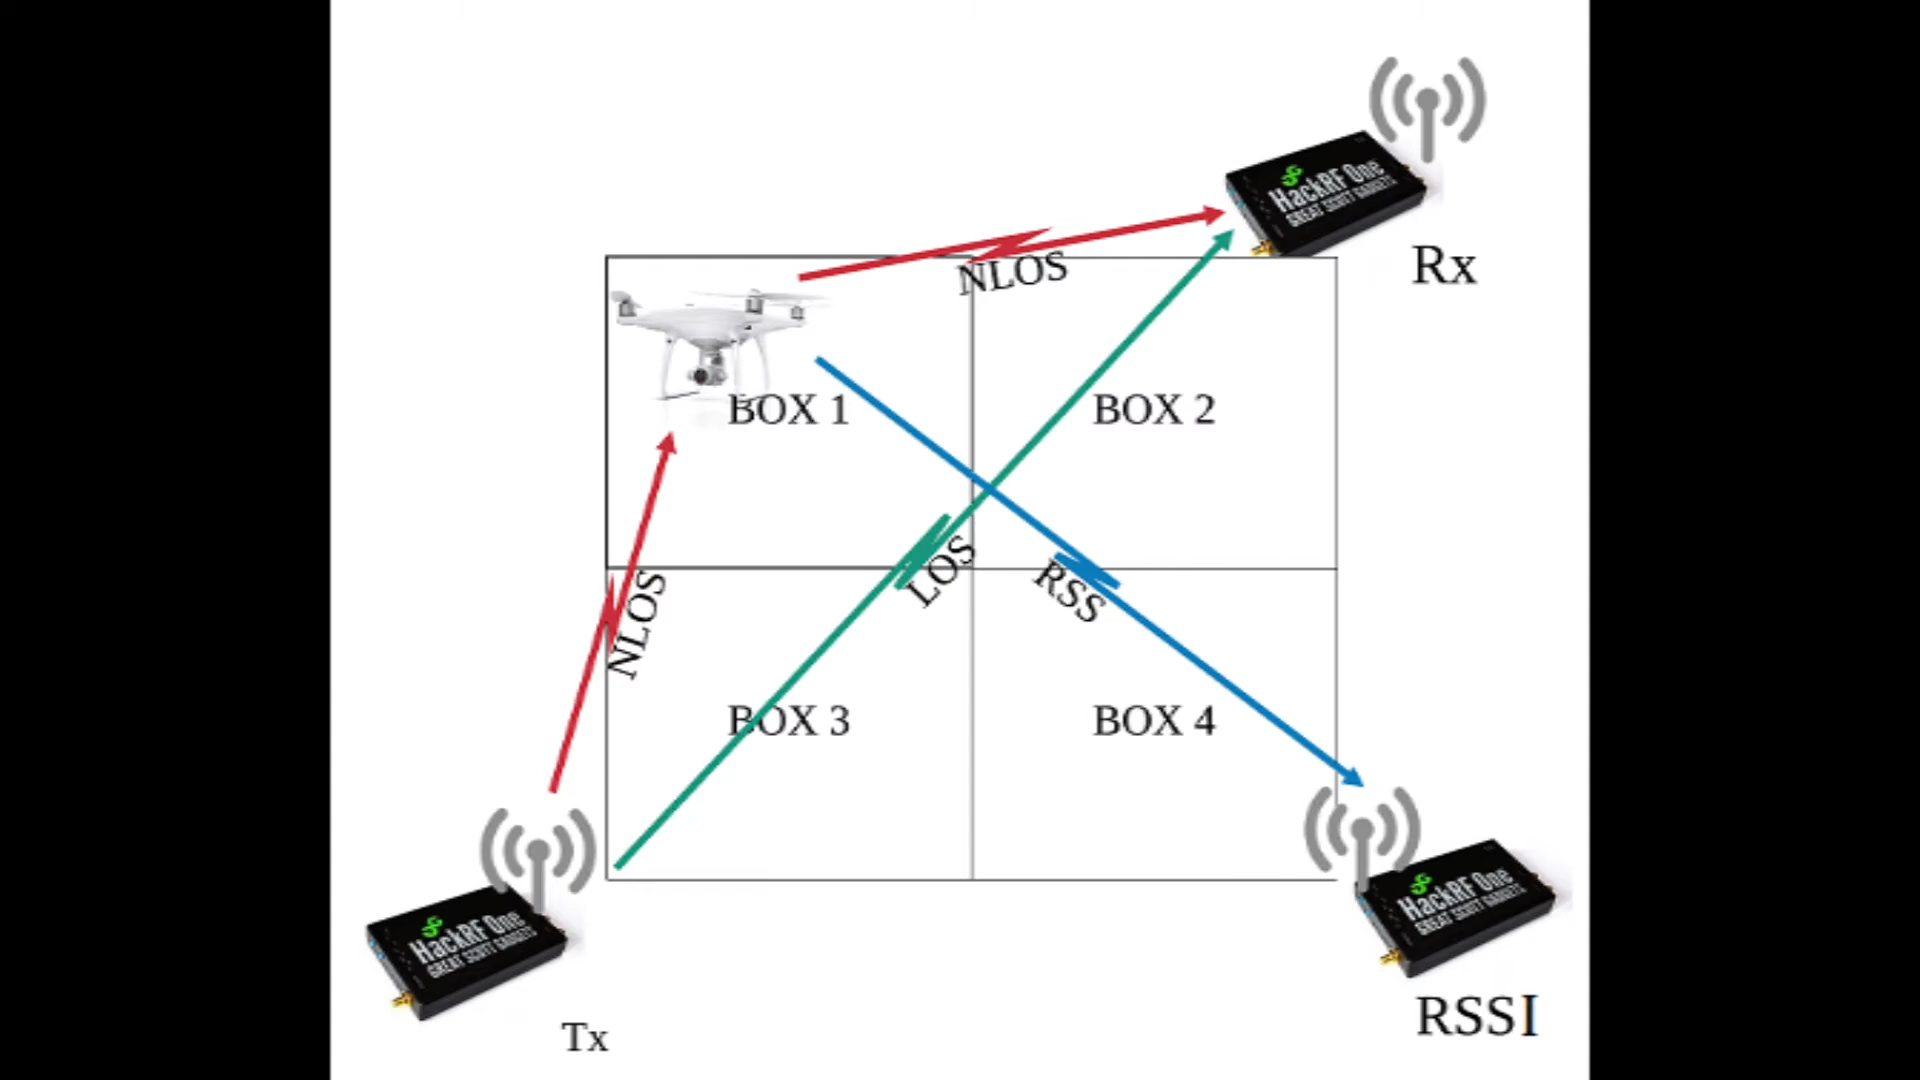 HackRF One
GREAT SCOTT GADGETS
Rx
NLOS
BOX 1
BOX 2
LOS
RSS
NLOS
BOX 3
BOX 4
HackRF One
GREAT SCOTT GADGETS
Tx
HackRF One
GREAT SCOTT GADGETS
RSSI